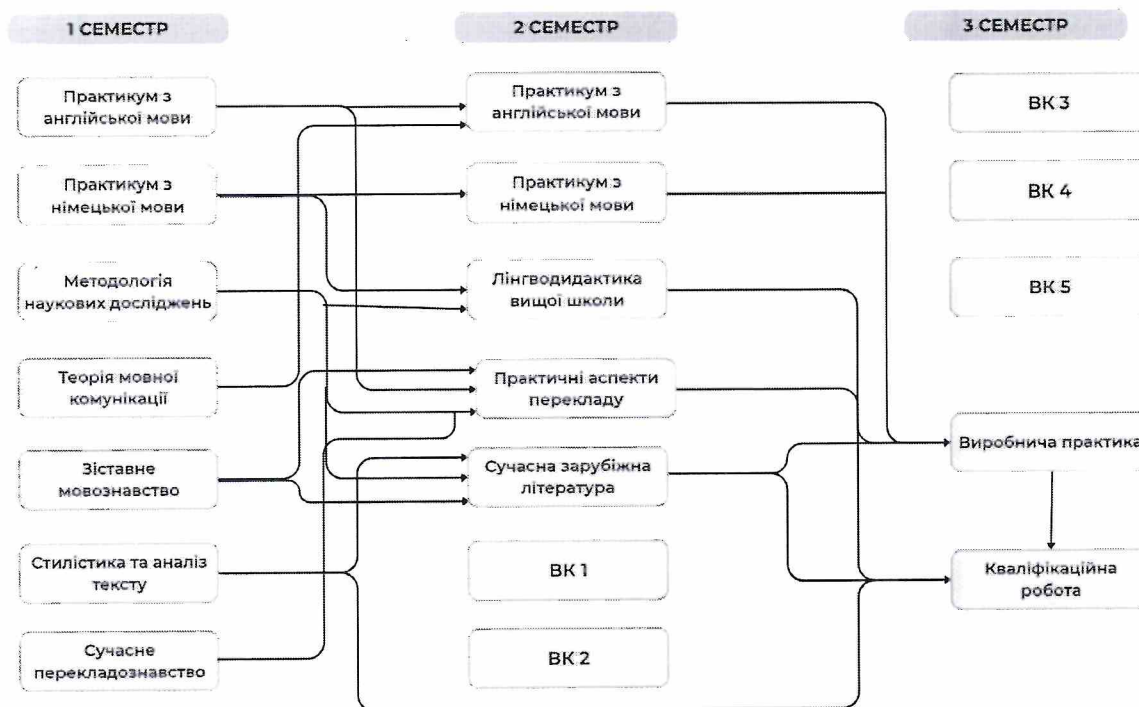 1 СЕМЕСТР
Практикум з
англійської мови
Практикум з
німецької мови
Методологія
наукових досліджень
Теорія мовної
комунікації
Зіставне
мовознавство
Стилістика та аналіз
тексту
Сучасне
перекладознавство
2 СЕМЕСТР
Практикум з
англійської мови
Практикум з
німецької мови
Лінгводидактика
вищої школи
Практичні аспекти
перекладу
Сучасна зарубіжна
література
ВК 1
ВК 2
3 СЕМЕСТР
ВК 3
ВК 4
ВК 5
Виробнича практика
Кваліфікаційна
робота